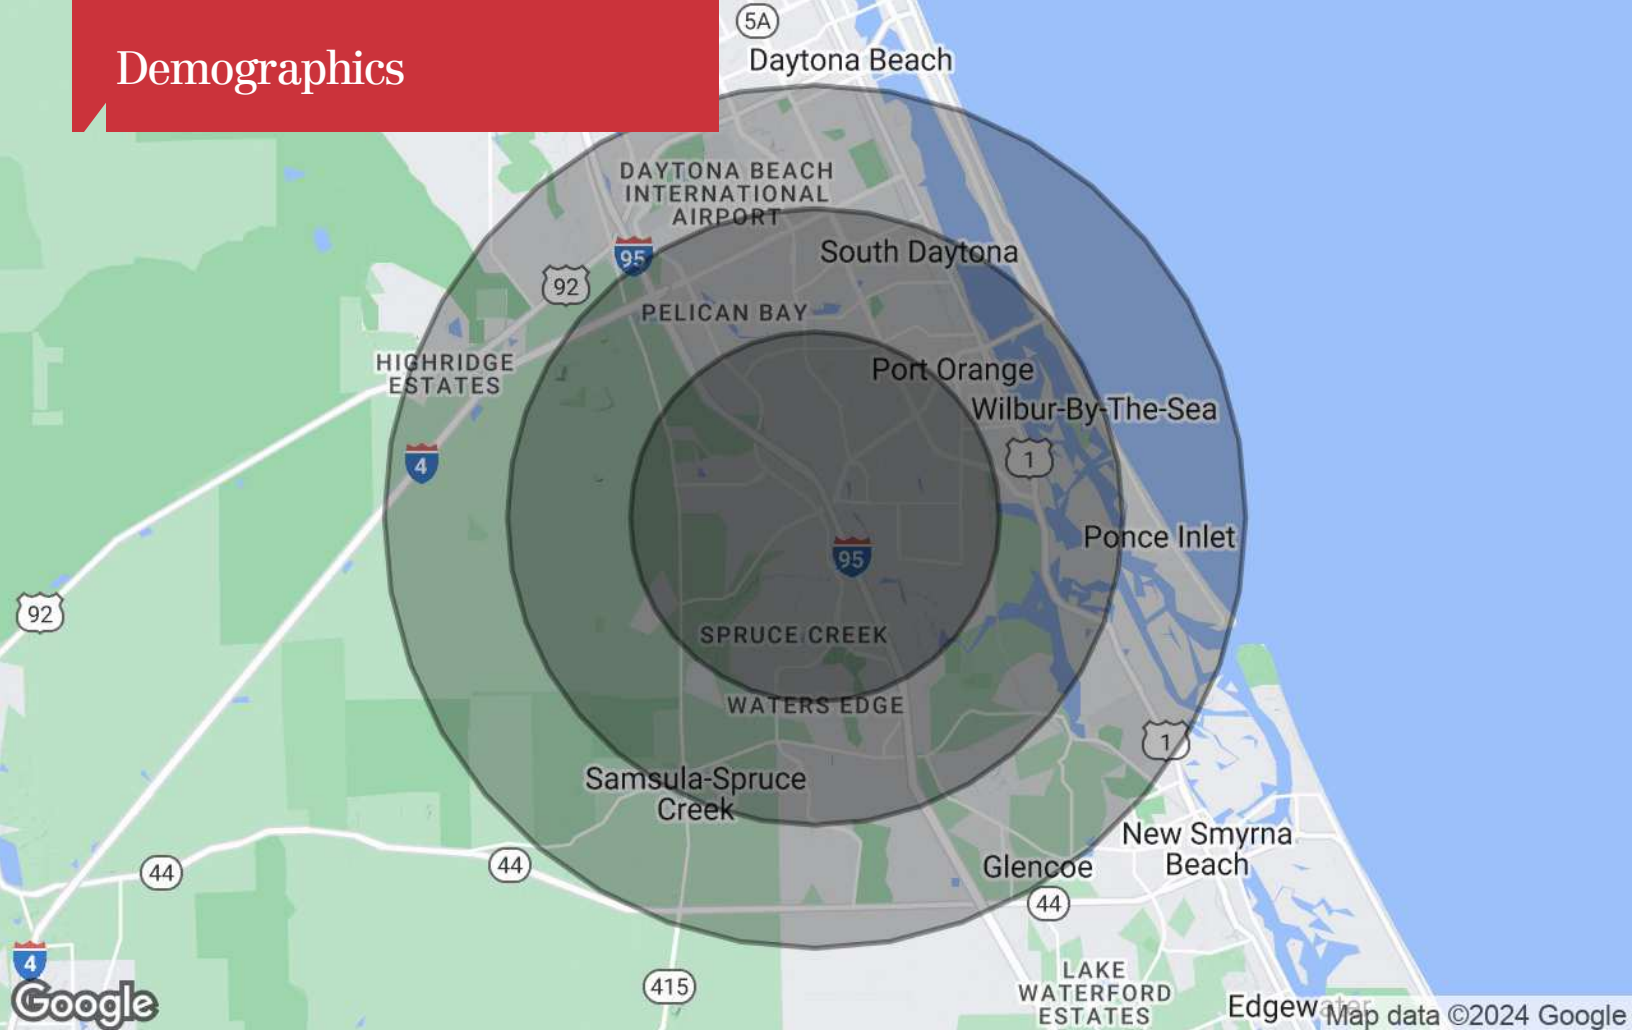 Demographics
5A
Daytona Beach
DAYTONA BEACH
INTERNATIONAL
AIRPORT
South Daytona
95
92
PELICAN BAY
HIGHRIDGE
ESTATES
Port Orange
Wilbur-By-The-Sea
1
4
Ponce Inlet
95
92
SPRUCE CREEK
WATERS EDGE
1
Samsula-Spruce
Creek
New Smyrna
Beach
Glencoe
44
44
44
4
LAKE
WATERFORD
ESTATES
415
Google
Edgewater
Map data ©2024 Google